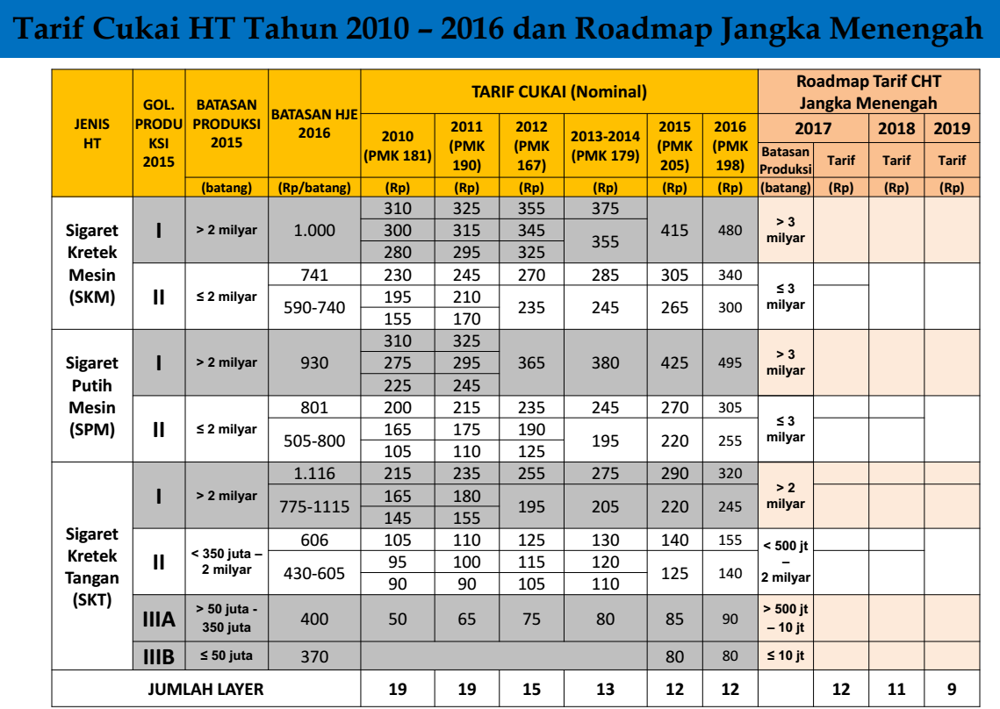 Tarif Cukai HT Tahun 2010 – 2016 dan Roadmap Jangka Menengah
JENIS HT GOL. PRODUKSI 2015 BATASAN PRODUKSI 2015 BATASAN HJE 2016 TARIF CUKAI (Nominal) Roadmap Tarif CHT Jangka Menengah
2010 (PMK 181) 2011 (PMK 190) 2012 (PMK 167) 2013-2014 (PMK 179) 2015 (PMK 205) 2016 (PMK 198) 2017 2018 2019
Batasan Produksi Tarif Tarif Tarif
(batang) (Rp/batang) (Rp) (Rp) (Rp) (Rp) (Rp) (Rp) (batang) (Rp) (Rp) (Rp)
Sigaret Kretek Mesin (SKM) I > 2 milyar 1.000 310 325 355 375 415 480 > 3 milyar
300 315 345 355
280 295 325
II ≤ 2 milyar 741 230 245 270 285 305 340 ≤ 3 milyar
590-740 195 210 235 245 265 300
155 170
Sigaret Putih Mesin (SPM) I > 2 milyar 930 310 325 365 380 425 495 > 3 milyar
275 295
225 245
II ≤ 2 milyar 801 200 215 235 245 270 305 ≤ 3 milyar
505-800 165 175 190 195 220 255
105 110 125
Sigaret Kretek Tangan (SKT) I > 2 milyar 1.116 215 235 255 275 290 320 > 2 milyar
775-1115 165 180 195 205 220 245
145 155
II < 350 juta – 2 milyar 606 105 110 125 130 140 155 < 500 jt – 2 milyar
430-605 95 100 115 120 125 140
90 90 105 110
IIIA > 50 juta - 350 juta 400 50 65 75 80 85 90 > 500 jt – 10 jt
IIIB ≤ 50 juta 370 80 80 ≤ 10 jt
JUMLAH LAYER 19 19 15 13 12 12 12 11 9